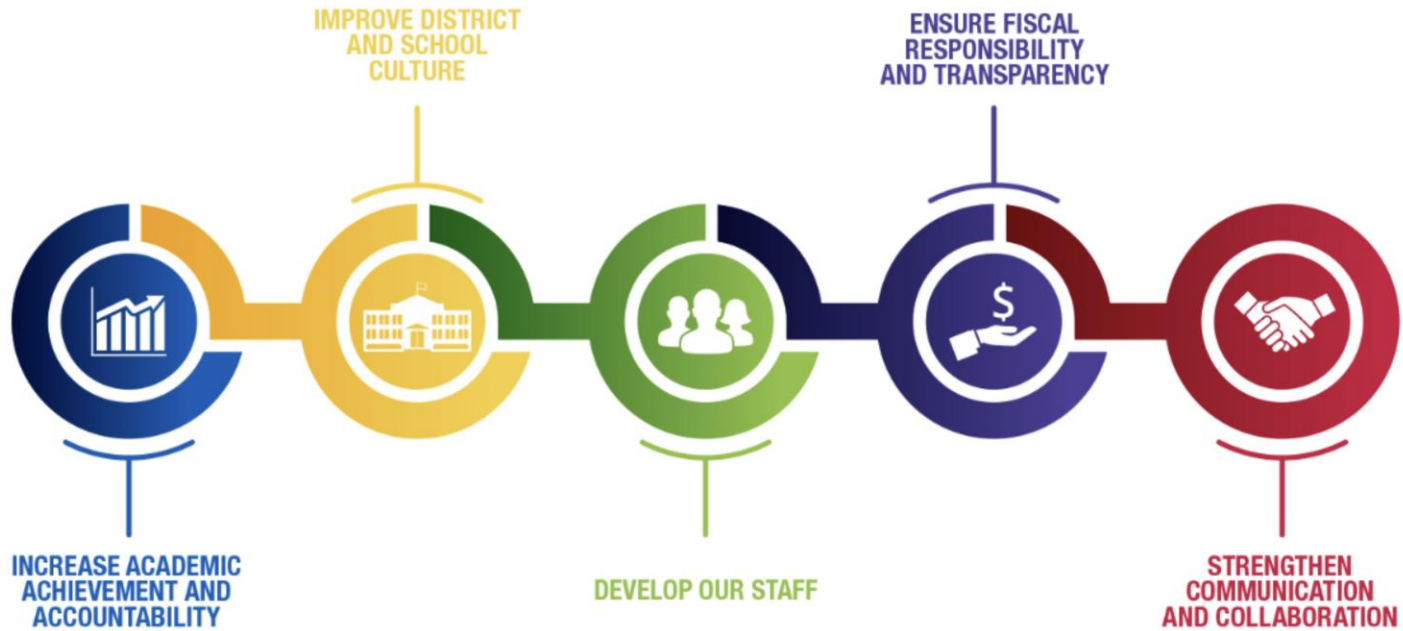 IMPROVE DISTRICT
AND SCHOOL
CULTURE
ENSURE FISCAL
RESPONSIBILITY
AND TRANSPARENCY
$
INCREASE ACADEMIC
ACHIEVEMENT AND
ACCOUNTABILITY
DEVELOP OUR STAFF
STRENGTHEN
COMMUNICATION
AND COLLABORATION